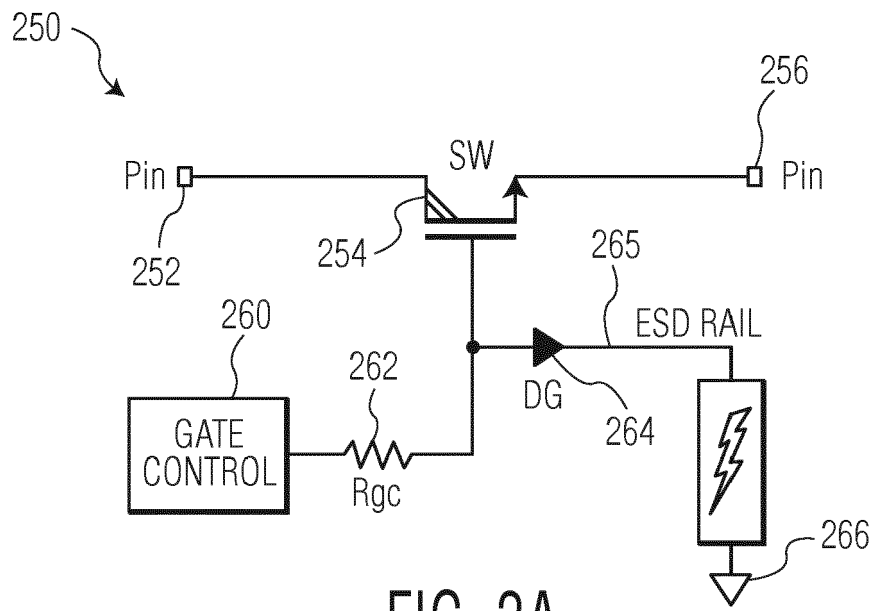 250
256
Pin
SW
Pin
252
254
265
260
262
ESD RAIL
DG
264
GATE
CONTROL
Rgc
266